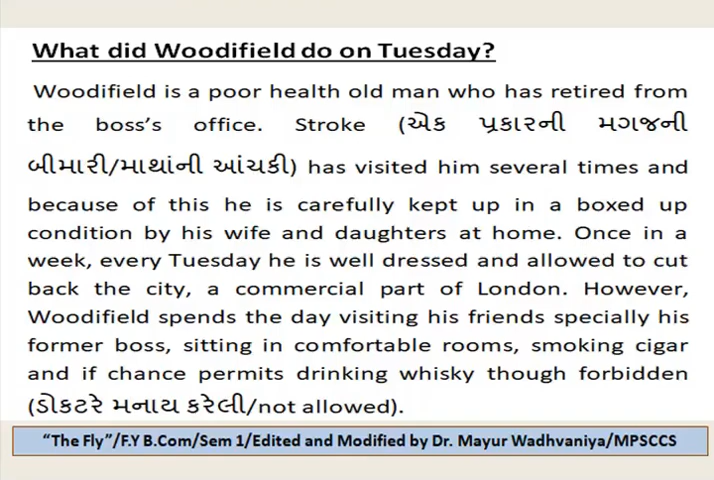 What did Woodifield do on Tuesday?
Woodifield is a poor health old man who has retired from
the boss's office. Stroke (એક પ્રકારની મગજની
બીમારી/માથાંની આંચકી) has visited him several times and
because of this he is carefully kept up in a boxed up
condition by his wife and daughters at home. Once in a
week, every Tuesday he is well dressed and allowed to cut
back the city, a commercial part of London. However,
Woodifield spends the day visiting his friends specially his
former boss, sitting in comfortable rooms, smoking cigar
and if chance permits drinking whisky though forbidden
(ડોકટરે મનાય કરેલી/not allowed).
"The Fly"/F.Y B.Com/Sem 1/Edited and Modified by Dr. Mayur Wadhvaniya/MPSCCS